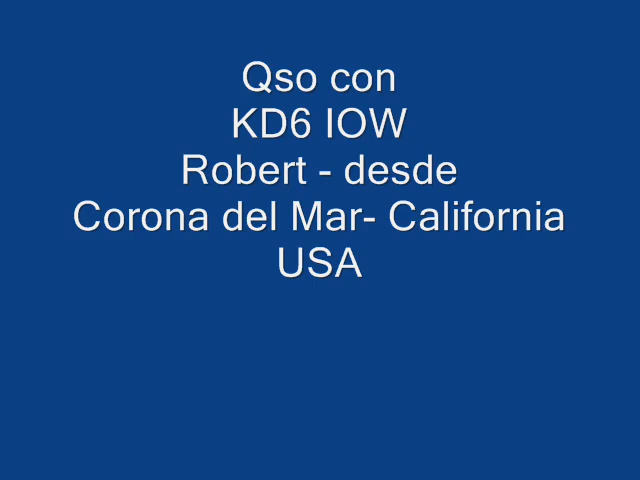 Qso con
KD6 IOW
Robert - desde
Corona del Mar- California
USA